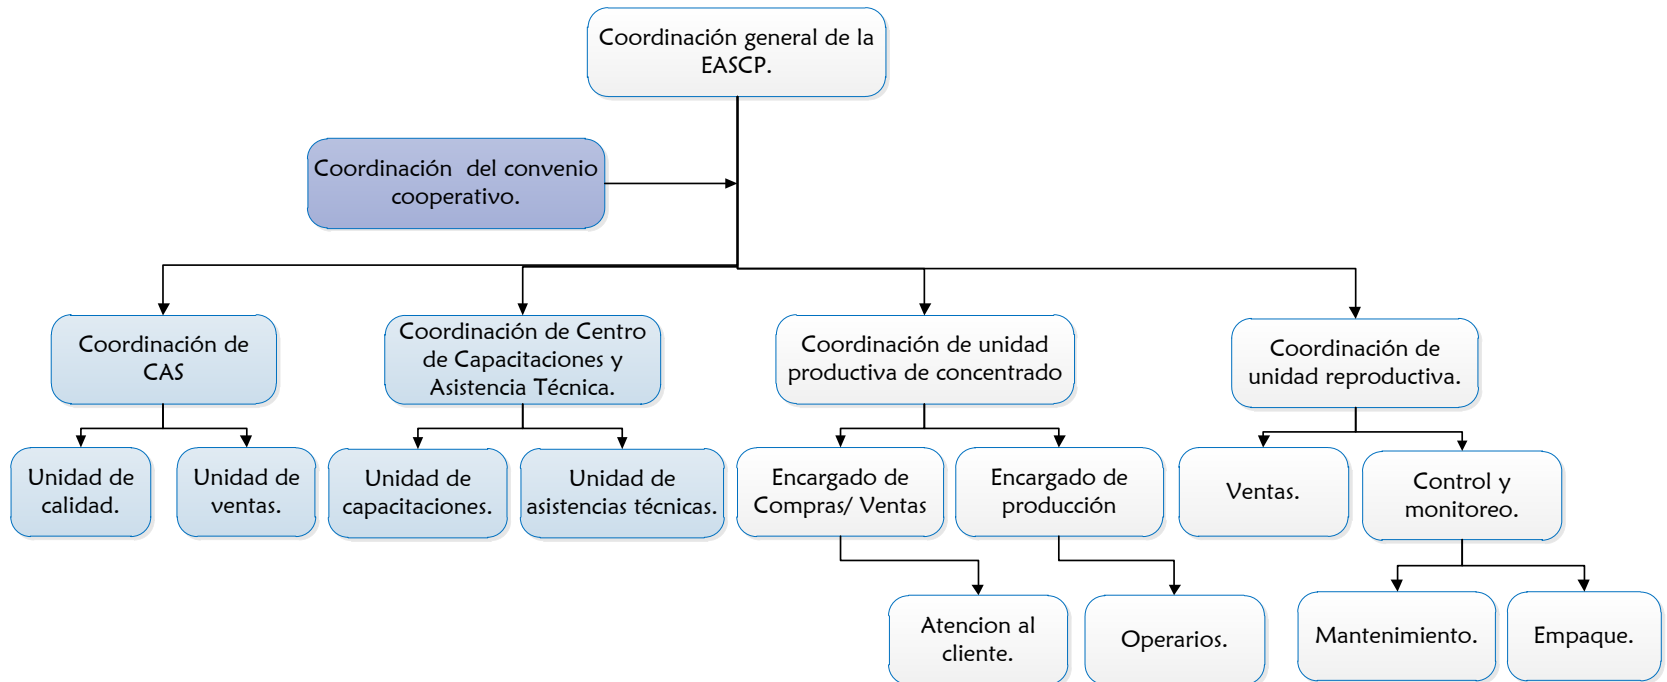 Coordinación general de la
EASCP.
Coordinación  del convenio
cooperativo.
Coordinación de
CAS
Coordinación de Centro
de Capacitaciones y
Asistencia Técnica.
Coordinación de unidad
productiva de concentrado
Coordinación de
unidad reproductiva.
Unidad de
calidad.
Unidad de
ventas.
Unidad de
capacitaciones.
Unidad de
asistencias técnicas.
Encargado de
Compras/ Ventas
Encargado de
producción
Ventas.
Control y
monitoreo.
Atencion al
cliente.
Operarios.
Mantenimiento.
Empaque.